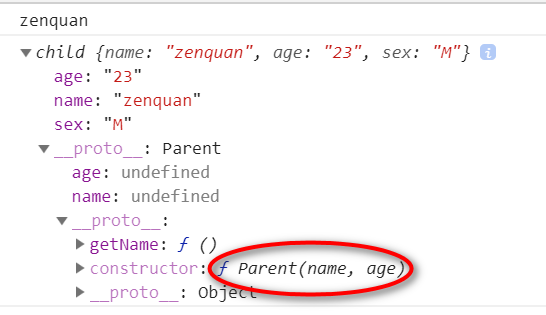 zenquan
▼child {name: "zenquan", age: "23", sex: "M"} i
age: "23"
name: "zenquan"
sex: "M"
▼__proto__: Parent
age: undefined
name: undefined
▼__proto__:
▶getName: ƒ ()
▶constructor: ƒ Parent(name, age)
▶__proto__: Object